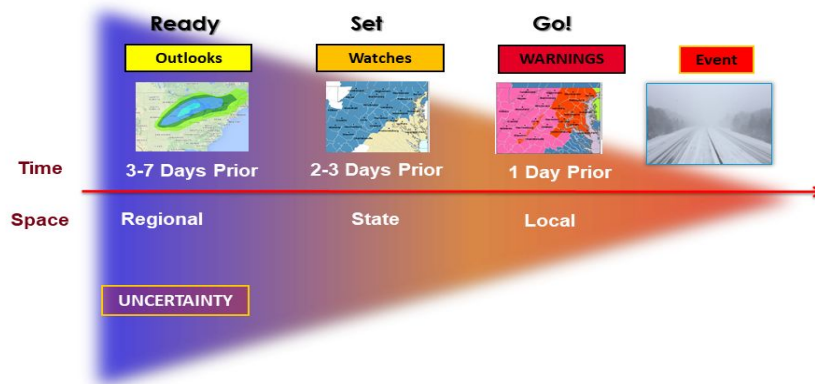 Ready Set Go!
Outlooks Watches WARNINGS Event
Time 3-7 Days Prior 2-3 Days Prior 1 Day Prior
Space Regional State Local
UNCERTAINTY